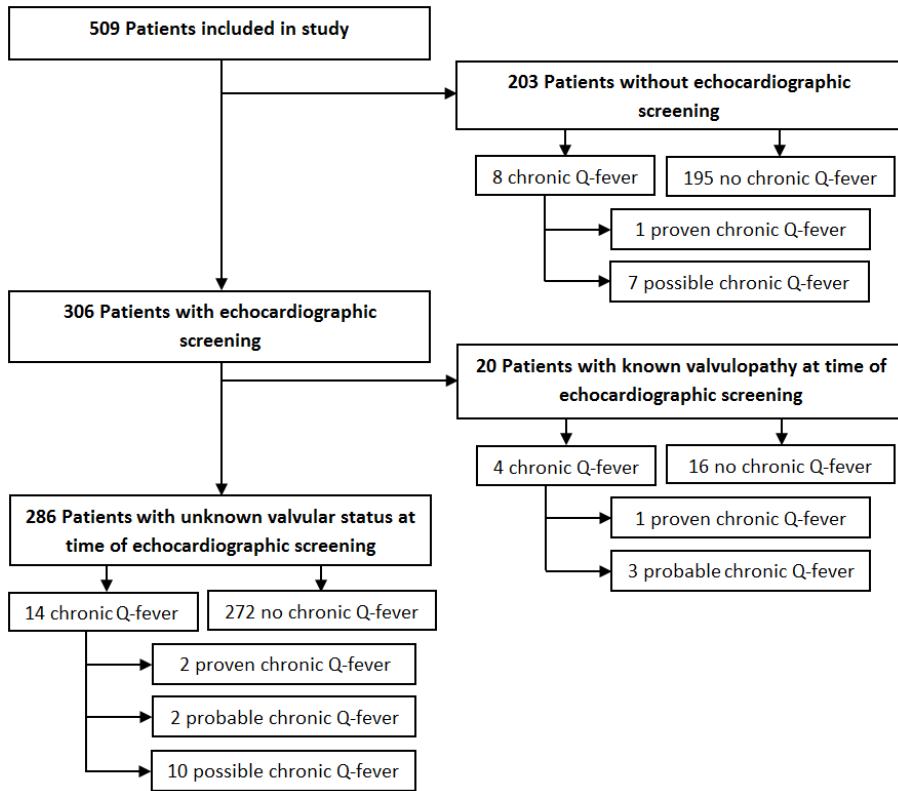 509 Patients included in study
203 Patients without echocardiographic
screening
8 chronic Q-fever
195 no chronic Q-fever
1 proven chronic Q-fever
7 possible chronic Q-fever
306 Patients with echocardiographic
screening
20 Patients with known valvulopathy at time of
echocardiographic screening
4 chronic Q-fever
16 no chronic Q-fever
1 proven chronic Q-fever
3 probable chronic Q-fever
286 Patients with unknown valvular status at
time of echocardiographic screening
14 chronic Q-fever
272 no chronic Q-fever
2 proven chronic Q-fever
2 probable chronic Q-fever
10 possible chronic Q-fever